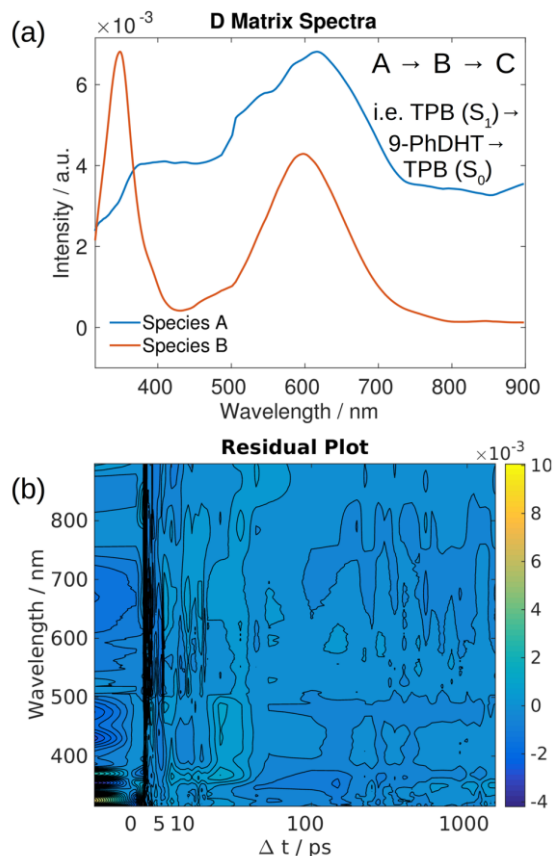 (a)
D Matrix Spectra
×10⁻³
A → B → C
i.e. TPB (S₁) →
9-PhDHT→
TPB (S₀)
6
4
2
0
Intensity / a.u.
Species A
Species B
400 500 600 700 800 900
Wavelength / nm
(b)
Residual Plot
×10⁻³
800
700
600
500
400
Wavelength / nm
0 5 10 100 1000
Δ t / ps
10
8
6
4
2
0
-2
-4